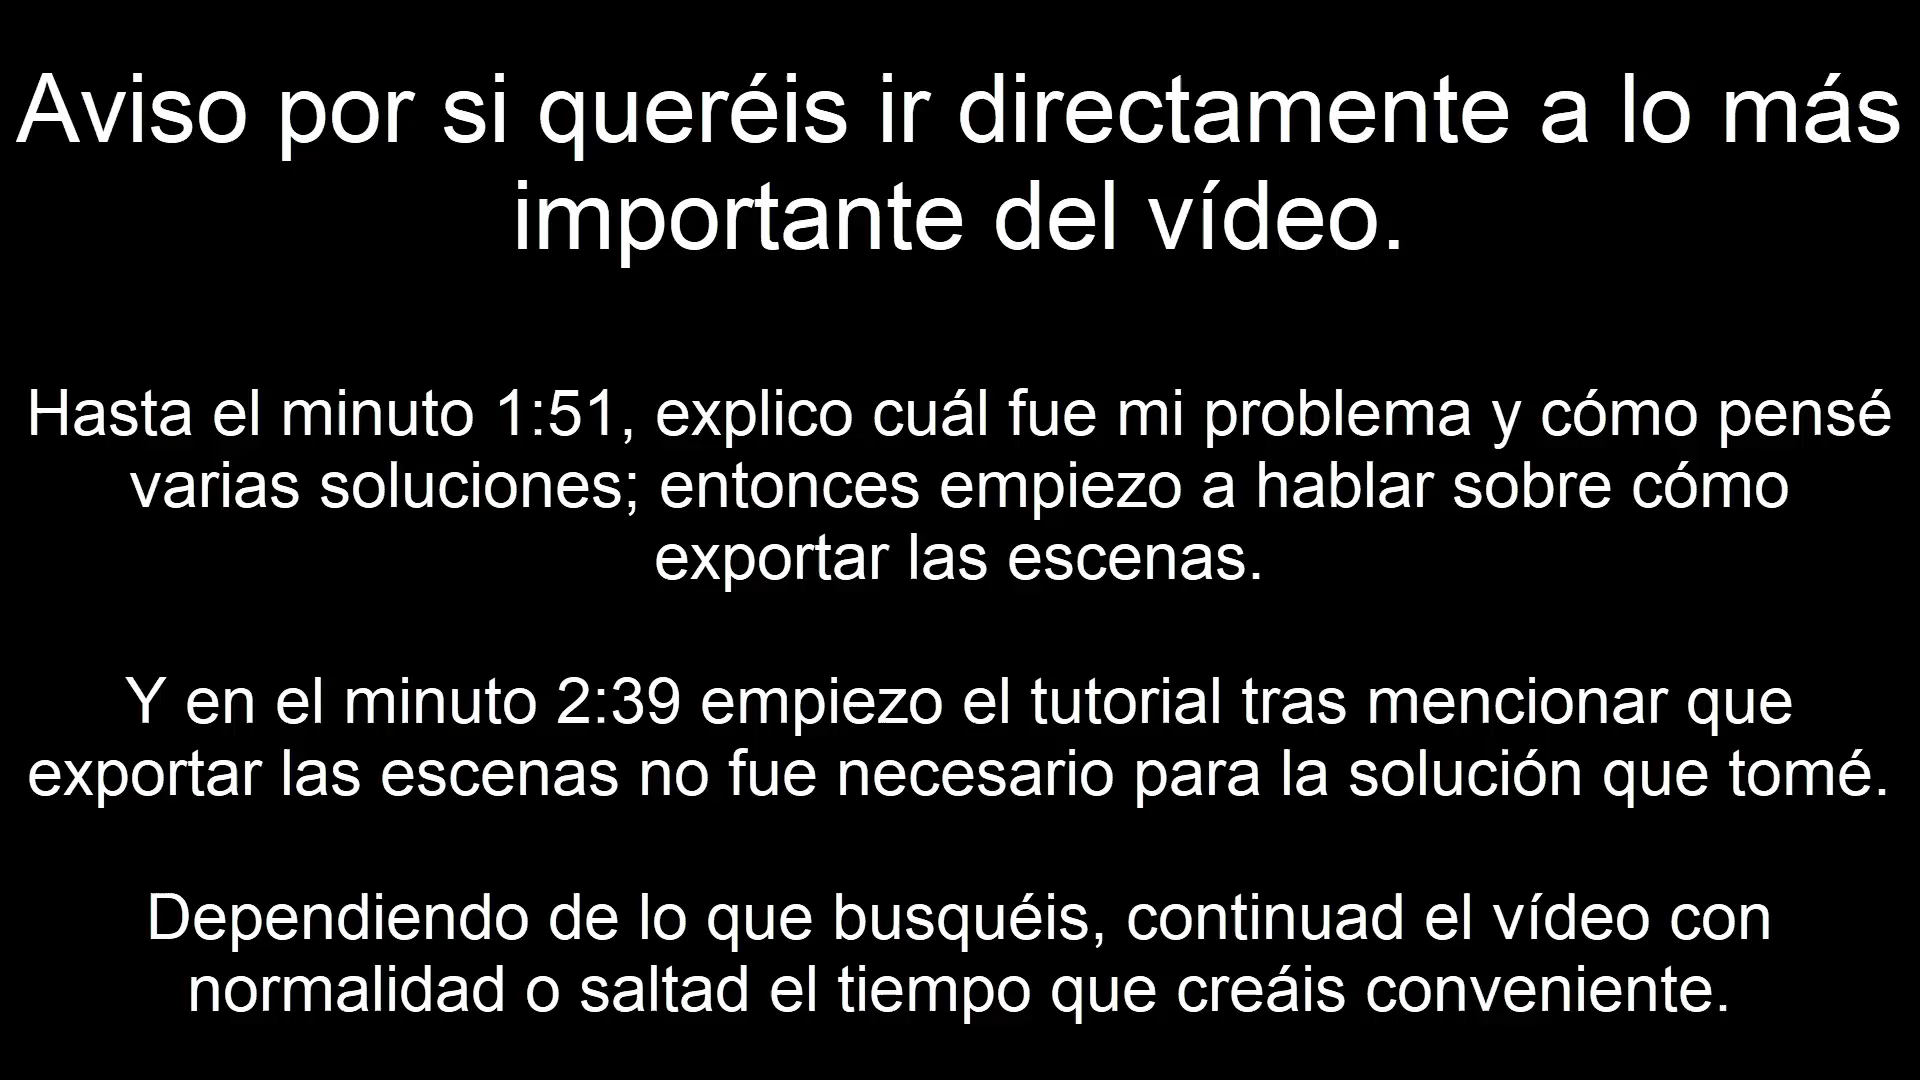 Aviso por si queréis ir directamente a lo más
importante del vídeo.
Hasta el minuto 1:51, explico cuál fue mi problema y cómo pensé
varias soluciones; entonces empiezo a hablar sobre cómo
exportar las escenas.
Y en el minuto 2:39 empiezo el tutorial tras mencionar que
exportar las escenas no fue necesario para la solución que tomé.
Dependiendo de lo que busquéis, continuad el vídeo con
normalidad o saltad el tiempo que creáis conveniente.